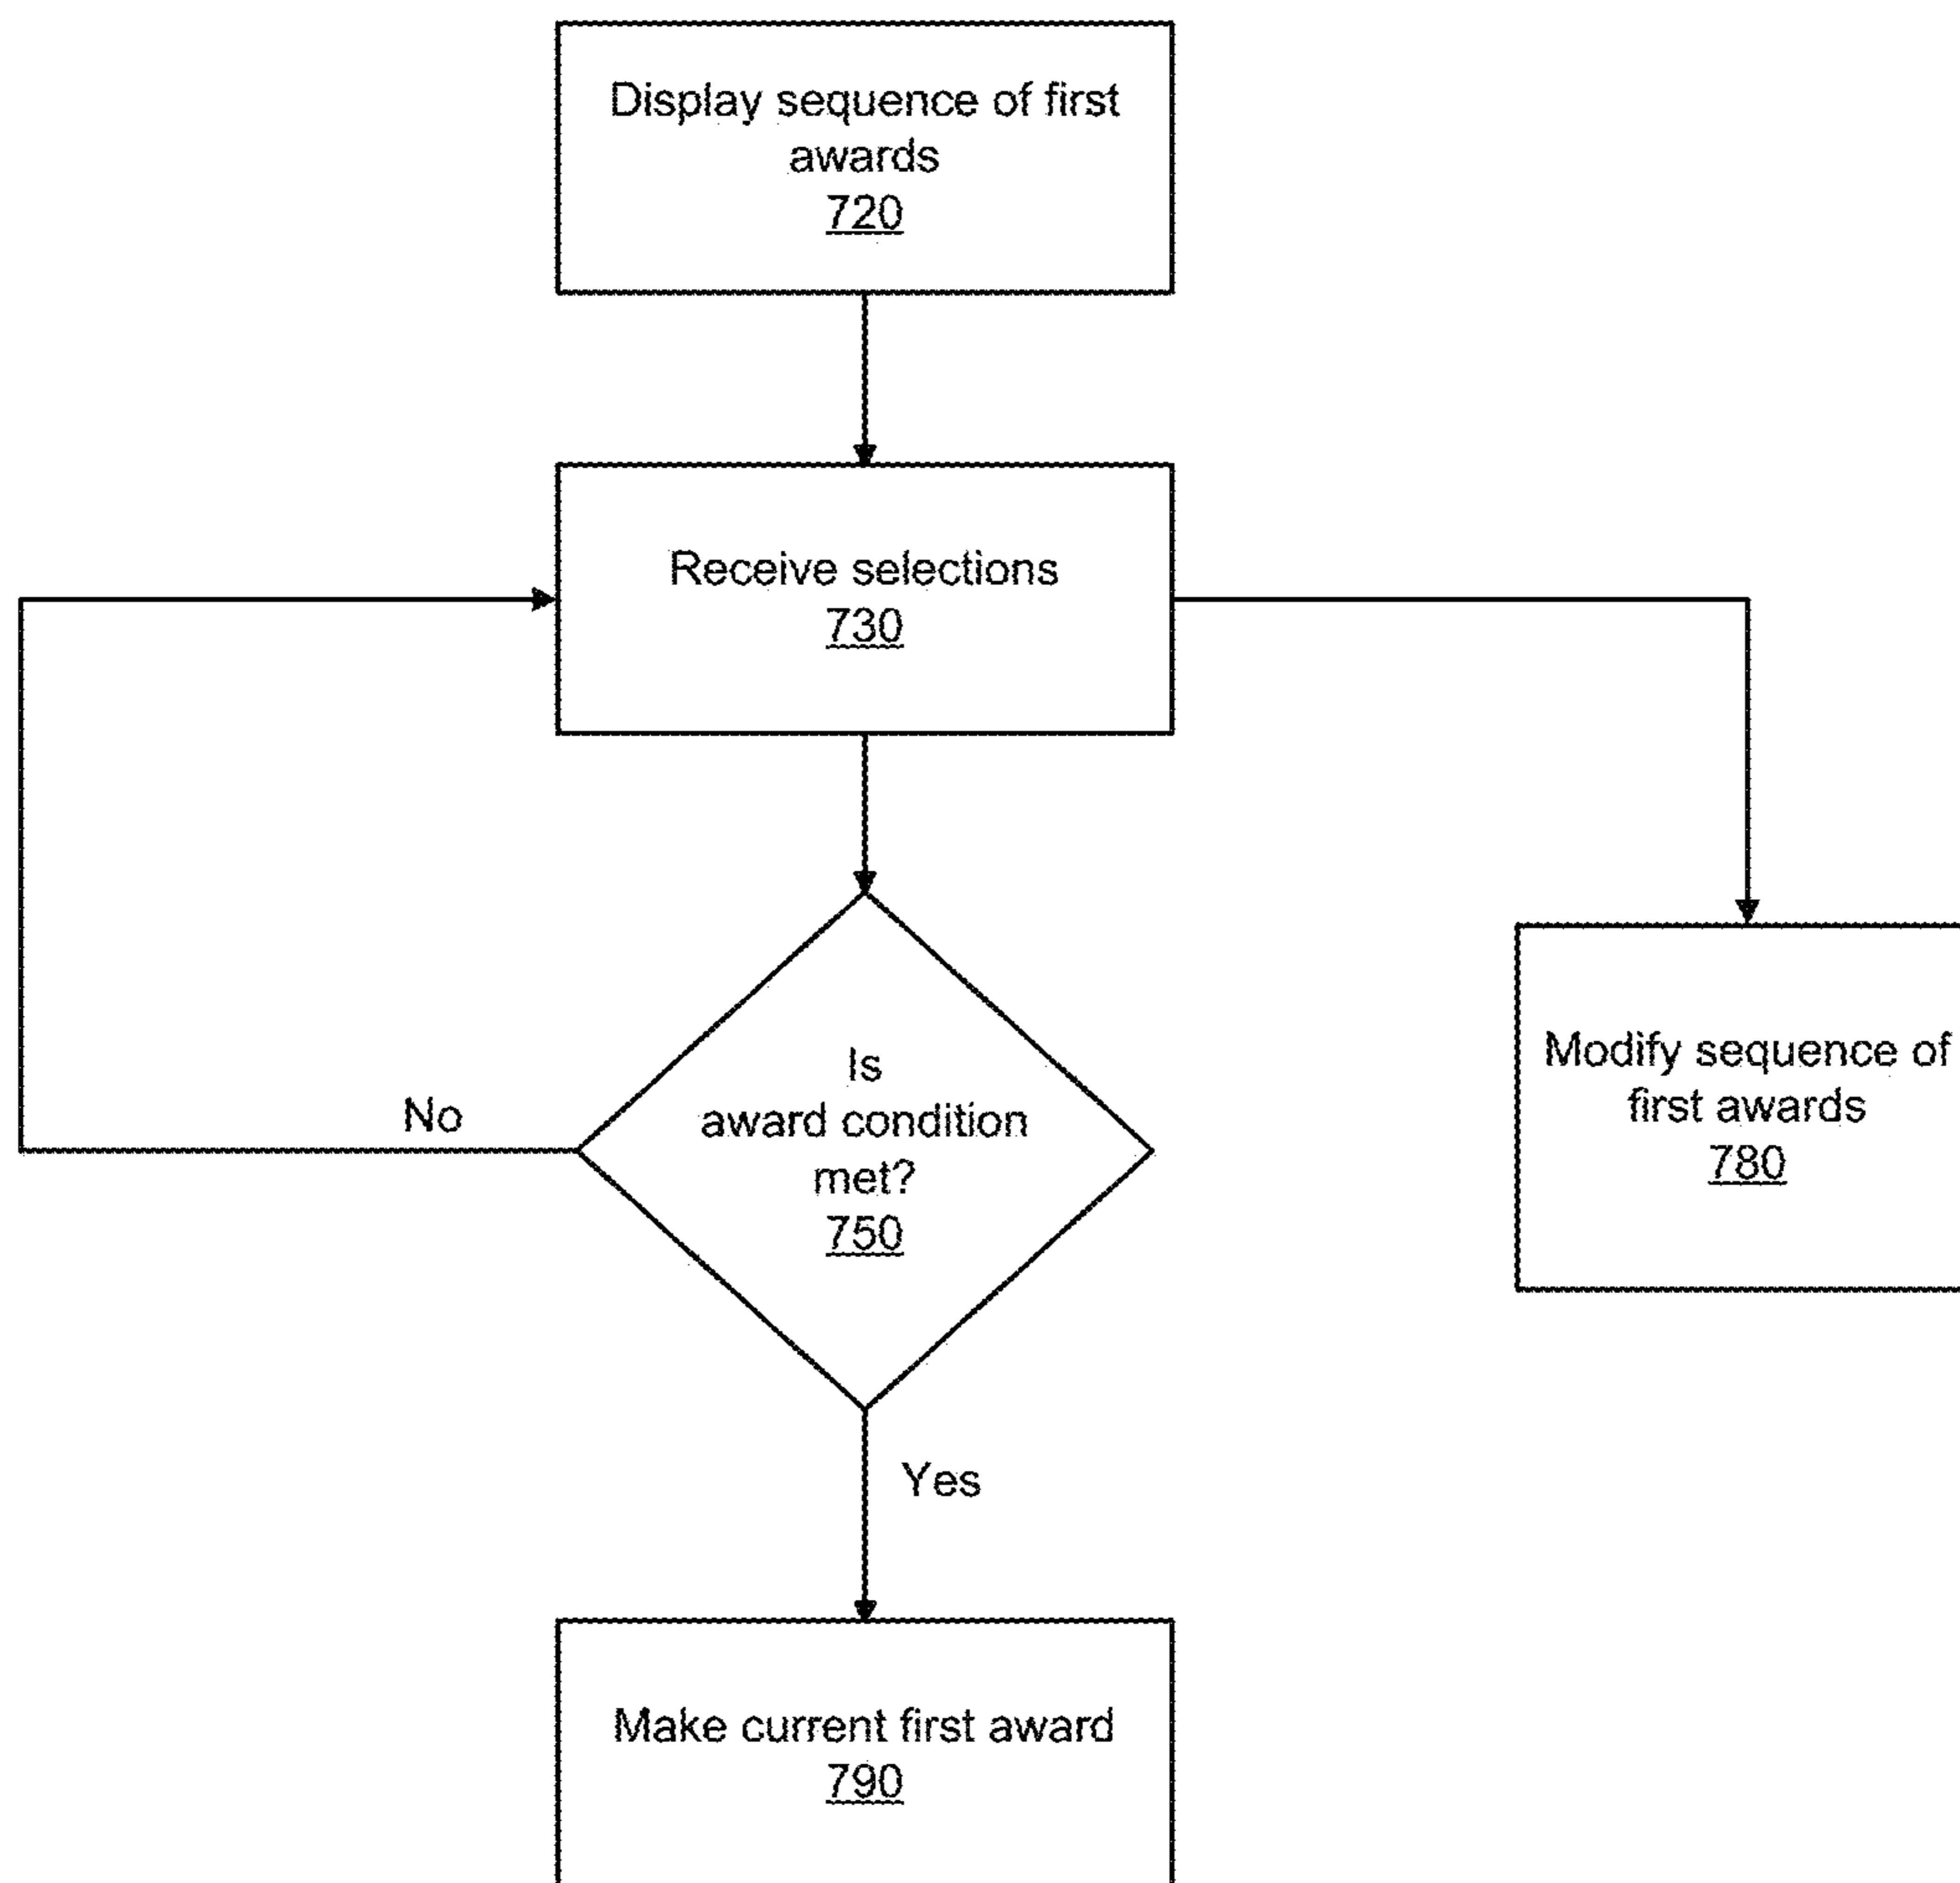 Display sequence of first
awards
720
Receive selections
730
Is
award condition
met?
750
No
Modify sequence of
first awards
780
Yes
Make current first award
790